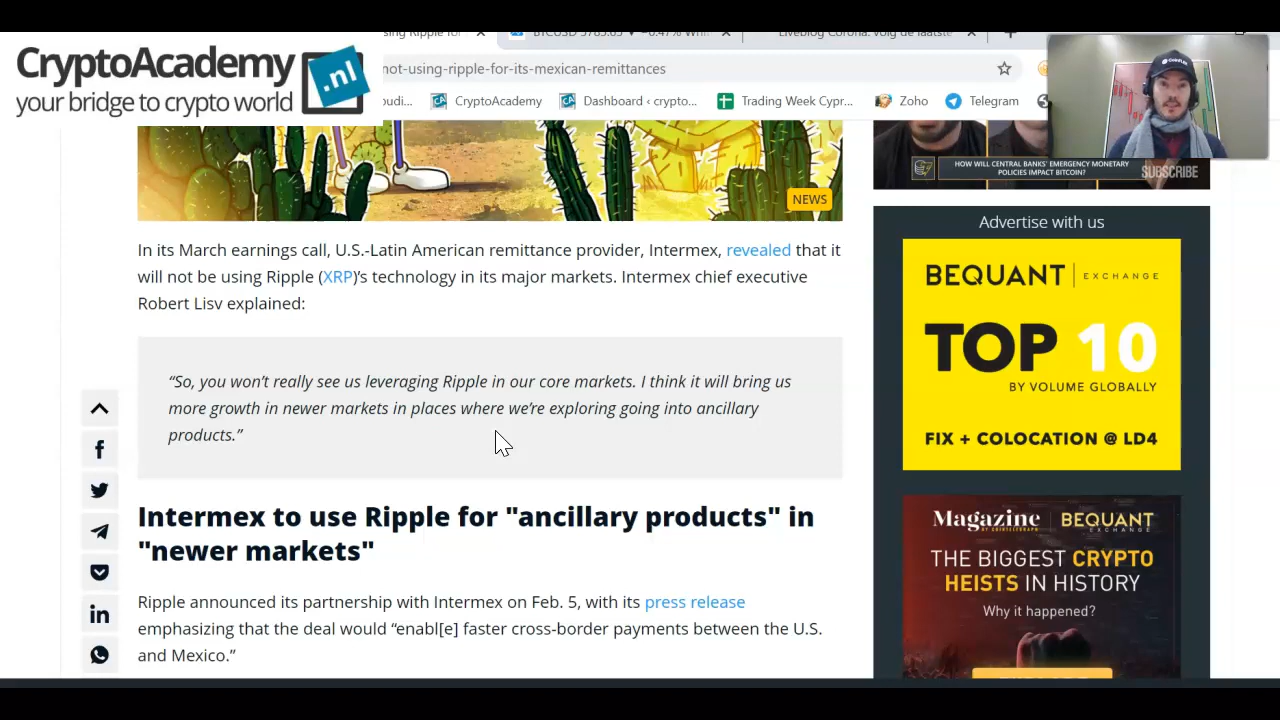 CryptoAcademy
.nl
your bridge to crypto world
BTCUSD
Liveblog Corona: volg de laatste
not-using-ripple-for-its-mexican-remittances
CryptoAcademy
Dashboard ‹ crypto...
Trading Week Cypr...
Zoho
Telegram
NEWS
HOW WILL CENTRAL BANKS' EMERGENCY MONETARY
POLICIES IMPACT BITCOIN?
SUBSCRIBE
In its March earnings call, U.S.-Latin American remittance provider, Intermex, revealed that it
will not be using Ripple (XRP)'s technology in its major markets. Intermex chief executive
Robert Lisv explained:
“So, you won’t really see us leveraging Ripple in our core markets. I think it will bring us
more growth in newer markets in places where we’re exploring going into ancillary
products.”
Intermex to use Ripple for "ancillary products" in
"newer markets"
Ripple announced its partnership with Intermex on Feb. 5, with its press release
emphasizing that the deal would “enabl[e] faster cross-border payments between the U.S.
and Mexico.”
Advertise with us
BEQUANT EXCHANGE
TOP 10
BY VOLUME GLOBALLY
FIX + COLOCATION @ LD4
Magazine BEQUANT
THE BIGGEST CRYPTO
HEISTS IN HISTORY
Why it happened?